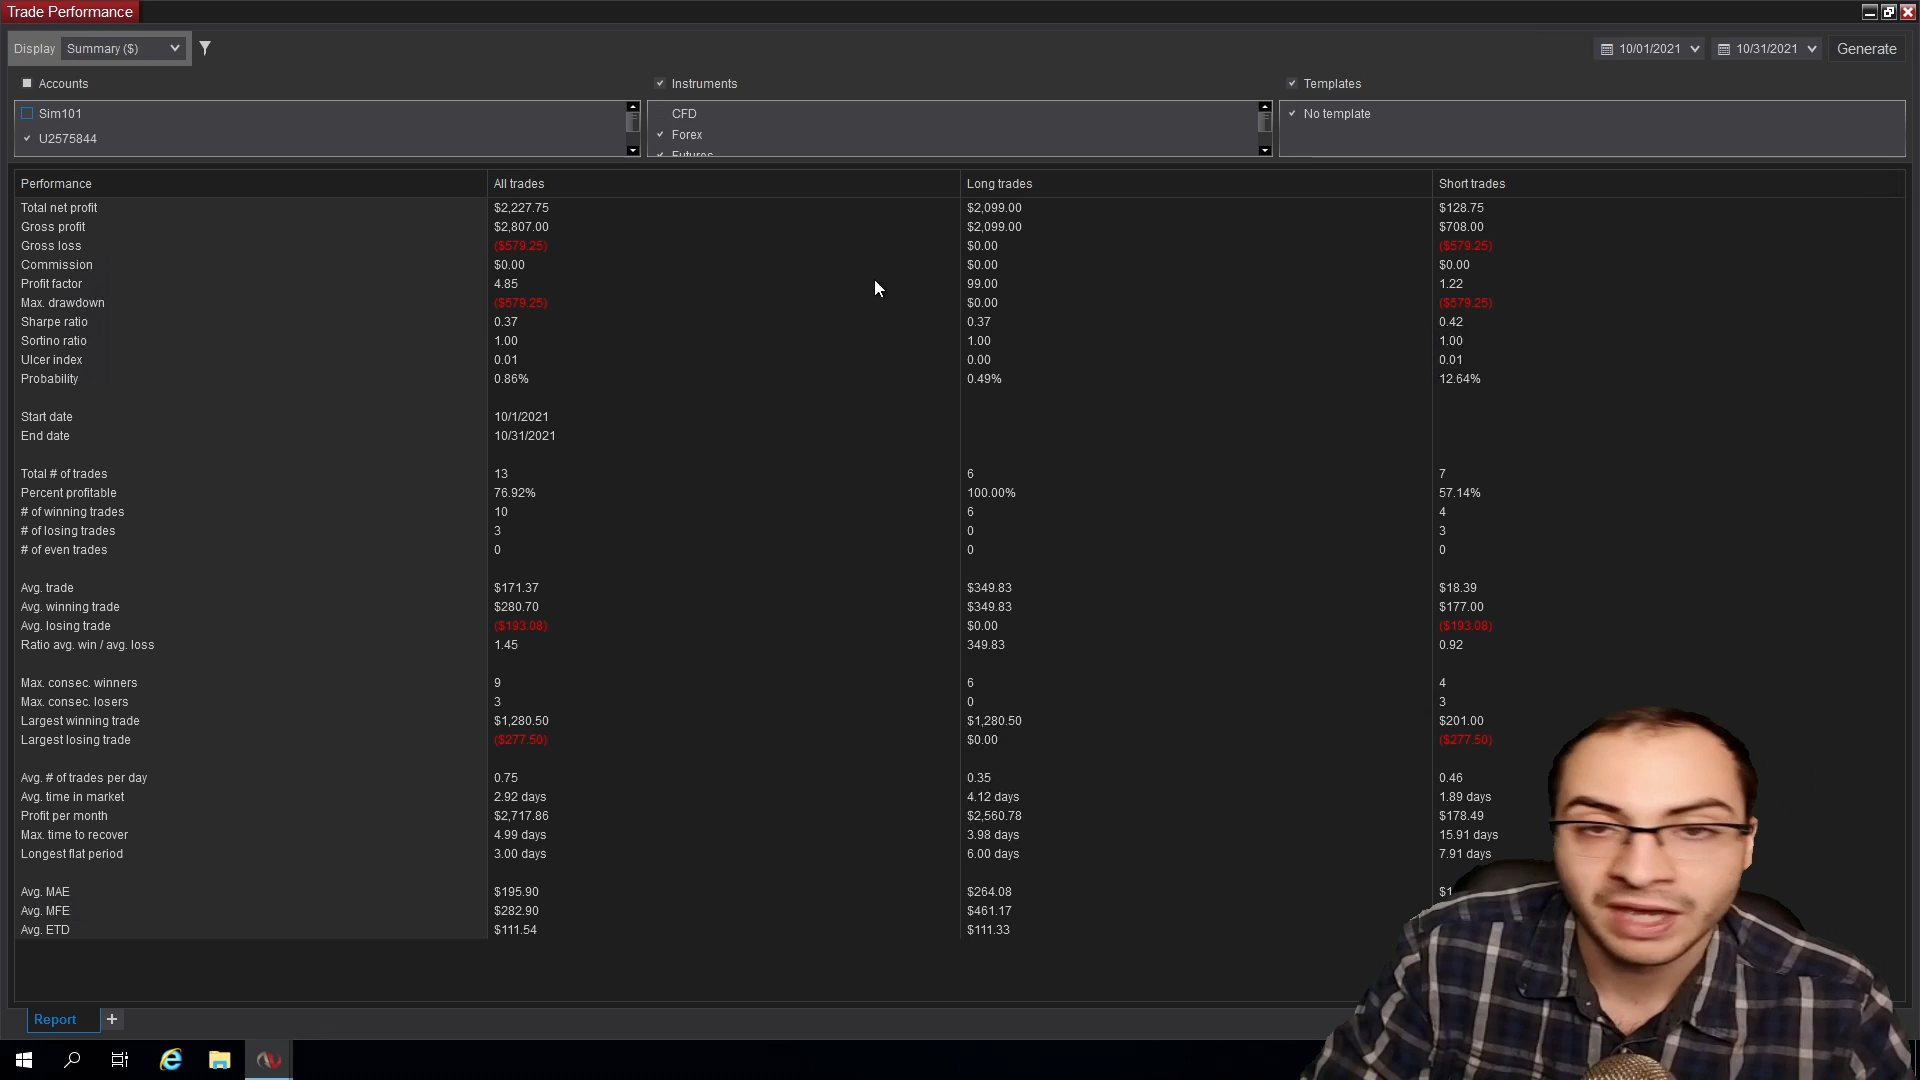 Trade Performance
Display Summary ($) 10/01/2021 10/31/2021 Generate
Accounts Instruments Templates
Sim101 CFD No template
U2575844 Forex
Futures
Performance All trades Long trades Short trades
Total net profit $2,227.75 $2,099.00 $128.75
Gross profit $2,807.00 $2,099.00 $708.00
Gross loss ($579.25) $0.00 ($579.25)
Commission $0.00 $0.00 $0.00
Profit factor 4.85 99.00 1.22
Max. drawdown ($579.25) $0.00 ($579.25)
Sharpe ratio 0.37 0.37 0.42
Sortino ratio 1.00 1.00 1.00
Ulcer index 0.01 0.00 0.01
Probability 0.86% 0.49% 12.64%
Start date 10/1/2021
End date 10/31/2021
Total # of trades 13 6 7
Percent profitable 76.92% 100.00% 57.14%
# of winning trades 10 6 4
# of losing trades 3 0 3
# of even trades 0 0 0
Avg. trade $171.37 $349.83 $18.39
Avg. winning trade $280.70 $349.83 $177.00
Avg. losing trade ($193.08) $0.00 ($193.08)
Ratio avg. win / avg. loss 1.45 349.83 0.92
Max. consec. winners 9 6 4
Max. consec. losers 3 0 3
Largest winning trade $1,280.50 $1,280.50 $201.00
Largest losing trade ($277.50) $0.00 ($277.50)
Avg. # of trades per day 0.75 0.35 0.46
Avg. time in market 2.92 days 4.12 days 1.89 days
Profit per month $2,717.86 $2,560.78 $178.49
Max. time to recover 4.99 days 3.98 days 15.91 days
Longest flat period 3.00 days 6.00 days 7.91 days
Avg. MAE $195.90 $264.08
Avg. MFE $282.90 $461.17
Avg. ETD $111.54 $111.33
Report +